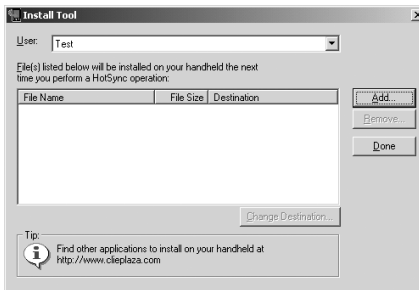 Install Tool
User: Test
File(s) listed below will be installed on your handheld the next
time you perform a HotSync operation:
File Name File Size Destination
Add...
Remove...
Done
Change Destination...
Tip:
Find other applications to install on your handheld at
http://www.clieplaza.com